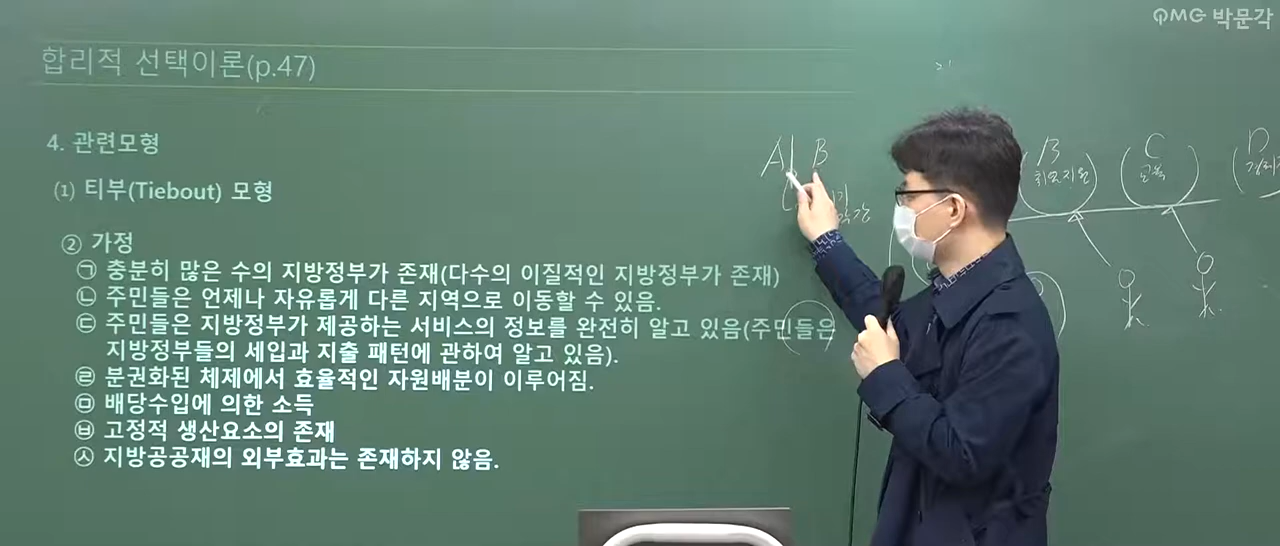 PMG 박문각
합리적 선택이론(p.47)
4. 관련모형
(1) 티부(Tiebout) 모형
② 가정
㉠ 충분히 많은 수의 지방정부가 존재(다수의 이질적인 지방정부가 존재)
㉡ 주민들은 언제나 자유롭게 다른 지역으로 이동할 수 있음.
㉢ 주민들은 지방정부가 제공하는 서비스의 정보를 완전히 알고 있음(주민들은
지방정부들의 세입과 지출 패턴에 관하여 알고 있음).
㉣ 분권화된 체제에서 효율적인 자원배분이 이루어짐.
㉤ 배당수입에 의한 소득
㉥ 고정적 생산요소의 존재
㉦ 지방공공재의 외부효과는 존재하지 않음.
A B
B C D
교육